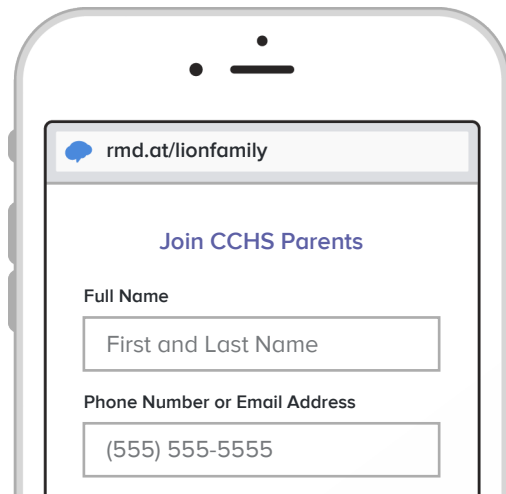 rmd.at/lionfamily
Join CCHS Parents
Full Name
First and Last Name
Phone Number or Email Address
(555) 555-5555